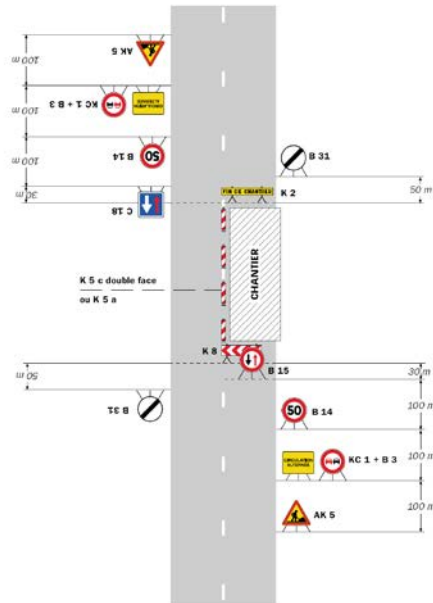 AK 5
100 m
KC 1 + B 3
100 m
50
B 14
100 m
C 18
30 m
B 31
FIN DE CHANTIER
K 2
50 m
CHANTIER
K 5 c double face
ou K 5 a
K 8
B 15
50 m
B 31
30 m
50
B 14
100 m
CIRCULATION
ALTERNEE
KC 1 + B 3
100 m
AK 5
100 m